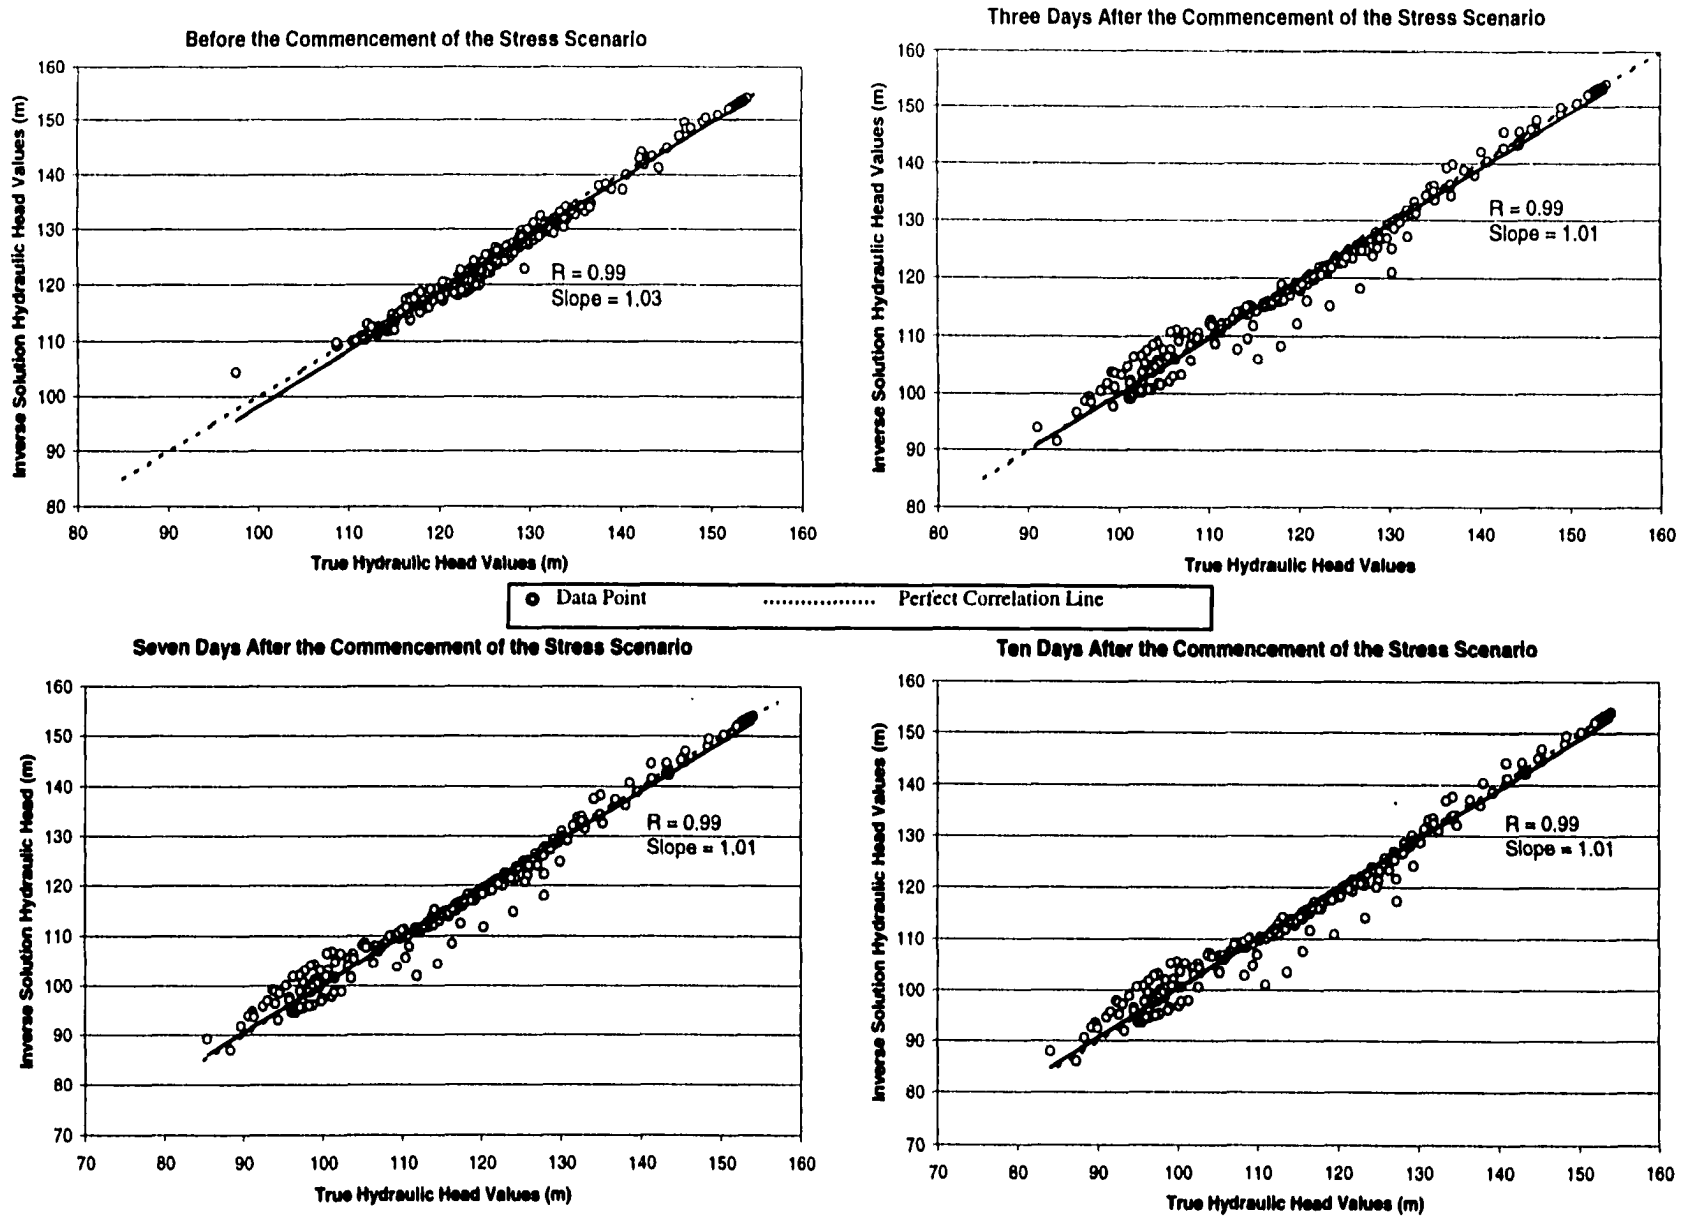 Before the Commencement of the Stress Scenario
160
150
140
130
120
110
100
90
80
80 90 100 110 120 130 140 150 160
Inverse Solution Hydraulic Head Values (m)
R = 0.99
Slope = 1.03
True Hydraulic Head Values (m)
Three Days After the Commencement of the Stress Scenario
160
150
140
130
120
110
100
90
80
80 90 100 110 120 130 140 150 160
Inverse Solution Hydraulic Head Values (m)
R = 0.99
Slope = 1.01
True Hydraulic Head Values
Data Point Perfect Correlation Line
Seven Days After the Commencement of the Stress Scenario
160
150
140
130
120
110
100
90
80
70
70 80 90 100 110 120 130 140 150 160
Inverse Solution Hydraulic Head (m)
R = 0.99
Slope = 1.01
True Hydraulic Head Values (m)
Ten Days After the Commencement of the Stress Scenario
160
150
140
130
120
110
100
90
80
70
70 80 90 100 110 120 130 140 150 160
Inverse Solution Hydraulic Head Values (m)
R = 0.99
Slope = 1.01
True Hydraulic Head Values (m)